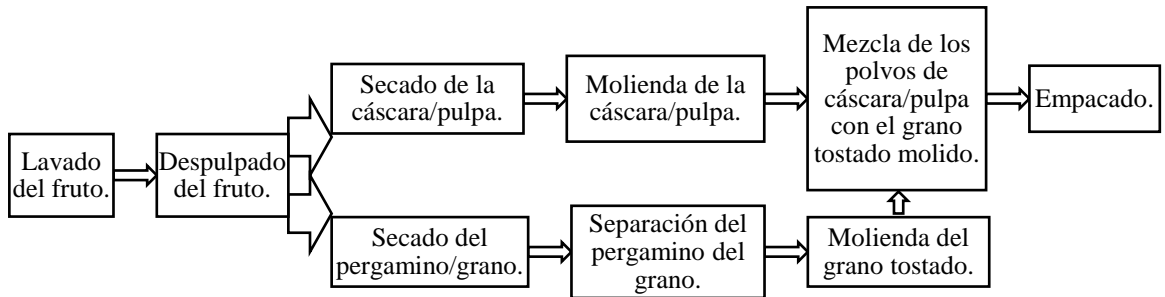 Lavado
del fruto.
Despulpado
del fruto.
Secado de la
cáscara/pulpa.
Molienda de la
cáscara/pulpa.
Mezcla de los
polvos de
cáscara/pulpa
con el grano
tostado molido.
Empacado.
Secado del
pergamino/grano.
Separación del
pergamino del
grano.
Molienda del
grano tostado.